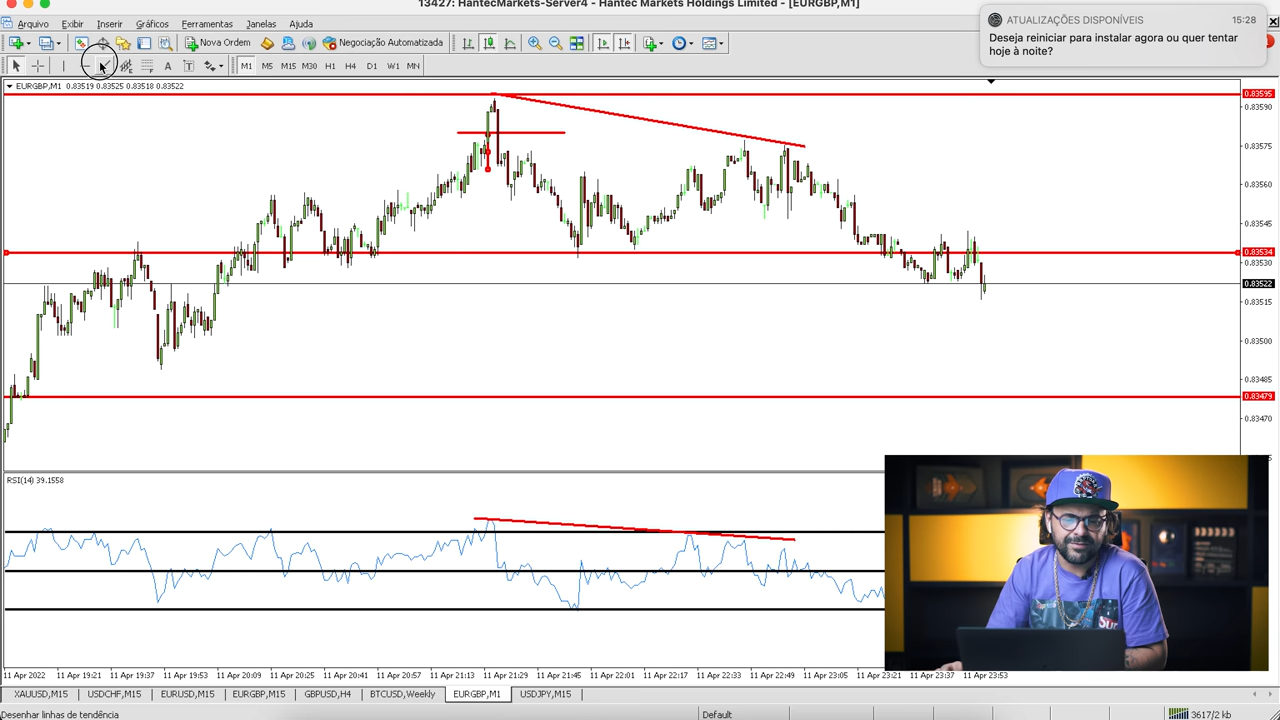 13427: HantecMarkets-Server4 - Hantec Markets Holdings Limited - [EURGBP,M1]
ATUALIZAÇÕES DISPONÍVEIS 15:28
Deseja reiniciar para instalar agora ou quer tentar
hoje à noite?
Arquivo Exibir Inserir Gráficos Ferramentas Janelas Ajuda
Nova Ordem Negociação Automatizada
A T M1 M5 M15 M30 H1 H4 D1 W1 MN
EURGBP,M1 0.83519 0.83525 0.83518 0.83522
0.83595
0.83590
0.83575
0.83560
0.83545
0.83534
0.83530
0.83522
0.83515
0.83500
0.83485
0.83479
0.83470
RSI(14) 39.1558
11 Apr 2022 11 Apr 19:21 11 Apr 19:37 11 Apr 19:53 11 Apr 20:09 11 Apr 20:25 11 Apr 20:41 11 Apr 20:57 11 Apr 21:13 11 Apr 21:29 11 Apr 21:45 11 Apr 22:01 11 Apr 22:17 11 Apr 22:33 11 Apr 22:49 11 Apr 23:05 11 Apr 23:21 11 Apr 23:37 11 Apr 23:53
XAUUSD,M15 USDCHF,M15 EURUSD,M15 EURGBP,M15 GBPUSD,H4 BTCUSD,Weekly EURGBP,M1 USDJPY,M15
Desenhar linhas de tendência Default 3617/2 kb